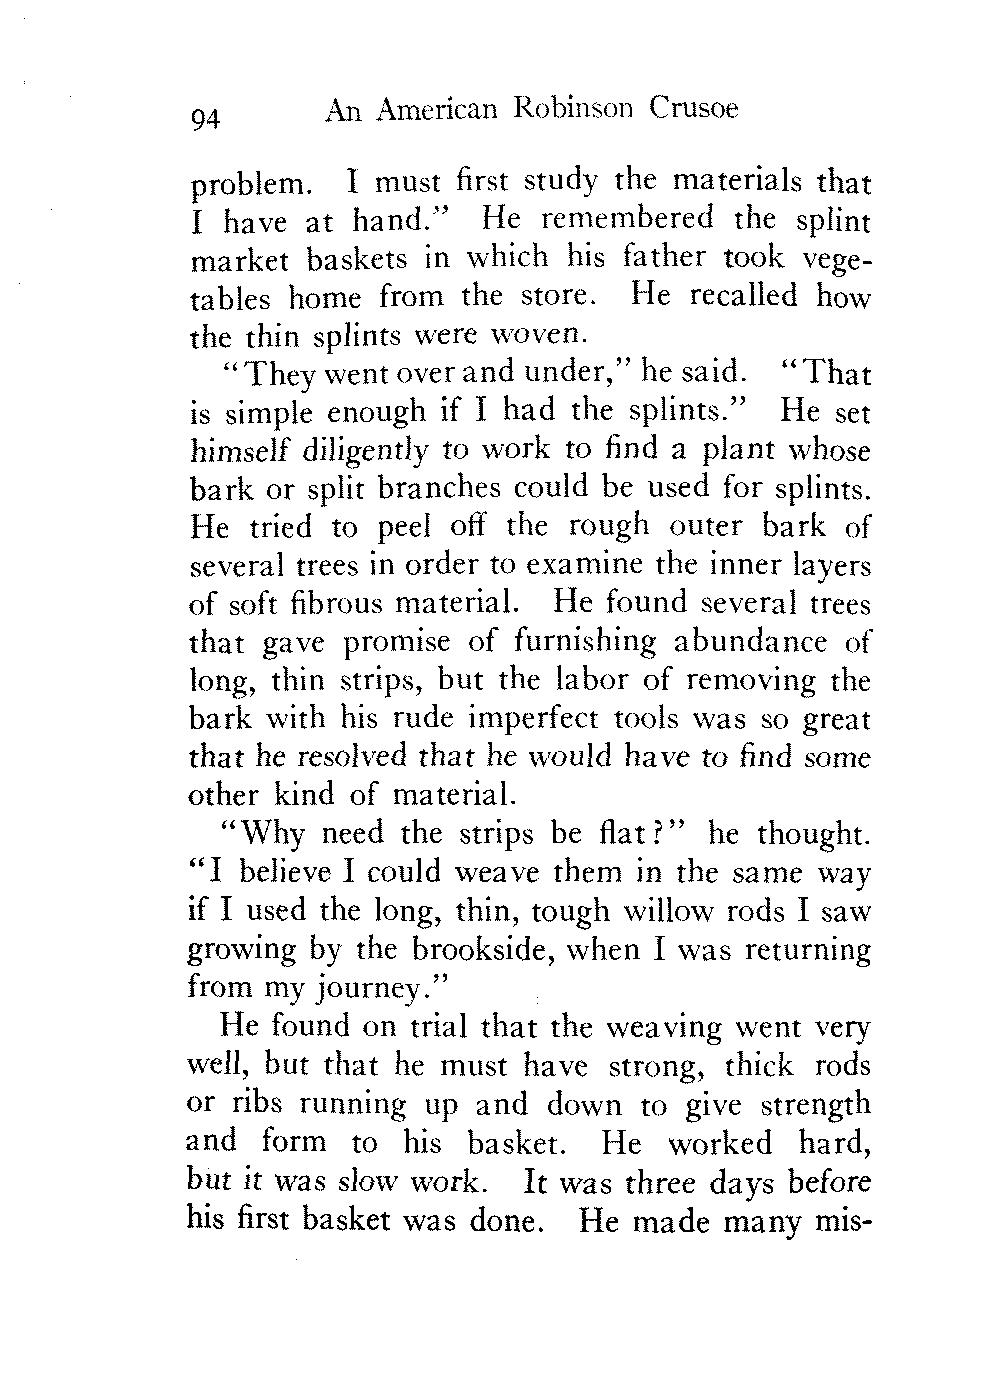 94 An American Robinson Crusoe
problem. I must first study the materials that
I have at hand.” He remembered the splint
market baskets in which his father took vege-
tables home from the store. He recalled how
the thin splints were woven.
“They went over and under,” he said. “That
is simple enough if I had the splints.” He set
himself diligently to work to find a plant whose
bark or split branches could be used for splints.
He tried to peel off the rough outer bark of
several trees in order to examine the inner layers
of soft fibrous material. He found several trees
that gave promise of furnishing abundance of
long, thin strips, but the labor of removing the
bark with his rude imperfect tools was so great
that he resolved that he would have to find some
other kind of material.
“Why need the strips be flat?” he thought.
“I believe I could weave them in the same way
if I used the long, thin, tough willow rods I saw
growing by the brookside, when I was returning
from my journey.”
He found on trial that the weaving went very
well, but that he must have strong, thick rods
or ribs running up and down to give strength
and form to his basket. He worked hard,
but it was slow work. It was three days before
his first basket was done. He made many mis-